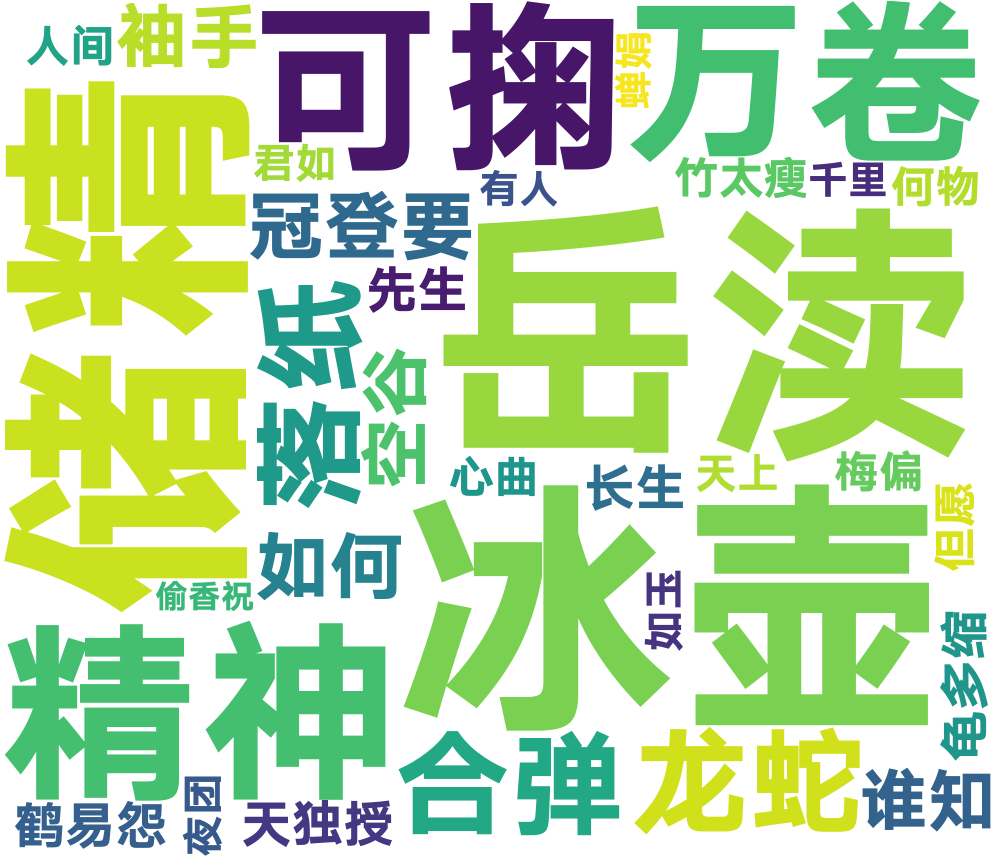 人间
袖手
可掬
蝉娟
万卷
储精
君如
有人
竹太瘦
千里
何物
冠登要
先生
岳渎
落纸
空谷
心曲
长生
天上
梅偏
但愿
冰壶
如何
偷香祝
如玉
龟多缩
精神
合弹
龙蛇
谁知
鹤易怨
夜团
天独授